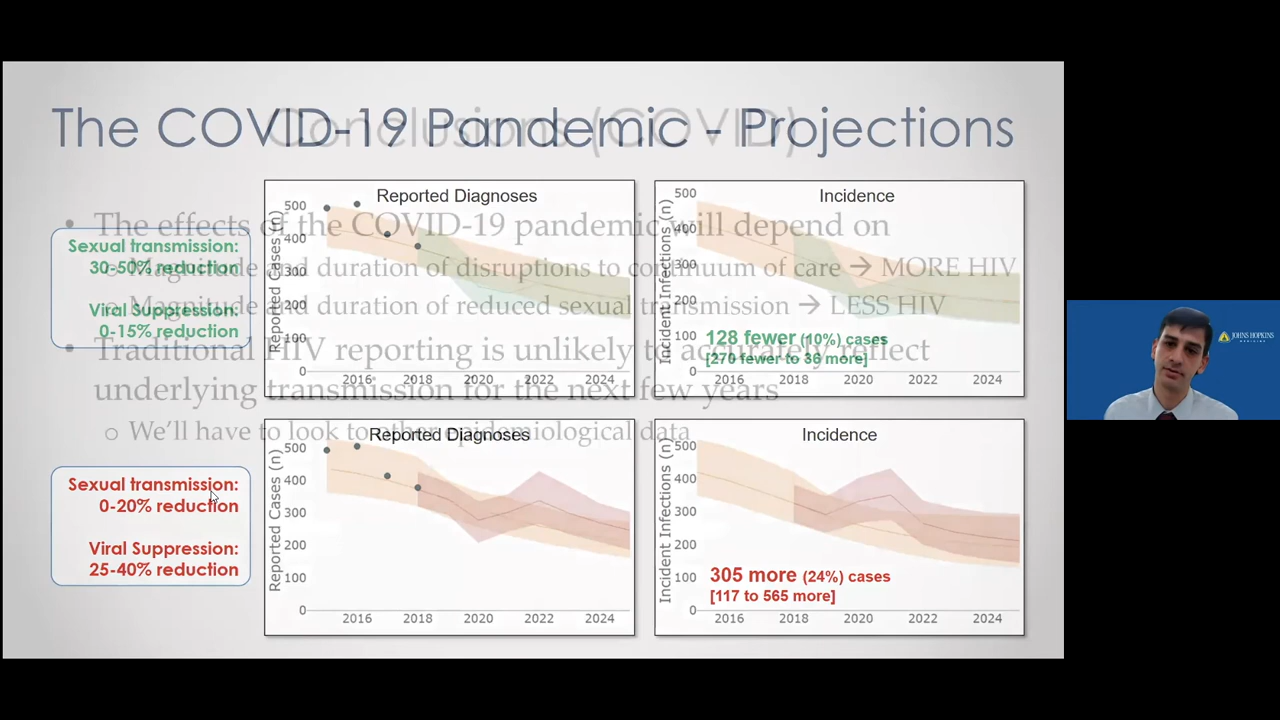 The COVID-19 Pandemic - Projections
Conclusions (COVID)
Sexual transmission:
30-50% reduction
Viral Suppression:
0-15% reduction
Reported Diagnoses
Reported Cases (n)
500
400
300
200
100
0
2016
2018
2020
2022
2024
Incidence
Incident Infections (n)
500
400
300
200
100
0
128 fewer (10%) cases
[270 fewer to 36 more]
2016
2018
2020
2022
2024
• The effects of the COVID-19 pandemic will depend on
o Magnitude and duration of disruptions to continuum of care → MORE HIV
o Magnitude and duration of reduced sexual transmission → LESS HIV
• Traditional HIV reporting is unlikely to accurately reflect
underlying transmission for the next few years
o We'll have to look to other epidemiological data
Sexual transmission:
0-20% reduction
Viral Suppression:
25-40% reduction
Reported Diagnoses
Reported Cases (n)
500
400
300
200
100
0
2016
2018
2020
2022
2024
Incidence
Incident Infections (n)
500
400
300
200
100
0
305 more (24%) cases
[117 to 565 more]
2016
2018
2020
2022
2024
JOHNS HOPKINS
MEDICINE